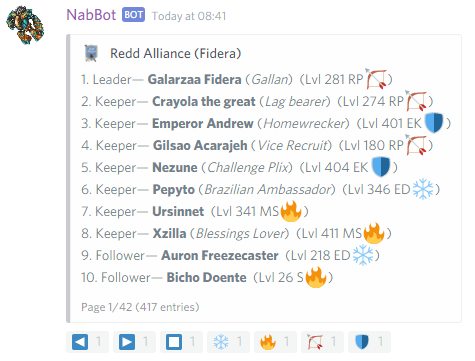 NabBot BOT Today at 08:41
Redd Alliance (Fidera)
1. Leader— Galarzaa Fidera (Gallan) (Lvl 281 RP🏹)
2. Keeper— Crayola the great (Lag bearer) (Lvl 274 RP🏹)
3. Keeper— Emperor Andrew (Homewrecker) (Lvl 401 EK🛡)
4. Keeper— Gilsao Acarajeh (Vice Recruit) (Lvl 180 RP🏹)
5. Keeper— Nezune (Challenge Plix) (Lvl 404 EK🛡)
6. Keeper— Pepyto (Brazilian Ambassador) (Lvl 346 ED❄)
7. Keeper— Ursinnet (Lvl 341 MS🔥)
8. Keeper— Xzilla (Blessings Lover) (Lvl 411 MS🔥)
9. Follower— Auron Freezecaster (Lvl 218 ED❄)
10. Follower— Bicho Doente (Lvl 26 S🔥)
Page 1/42 (417 entries)
◀ 1 ▶ 1 ⏹ 1 ❄ 1 🔥 1 🏹 1 🛡 1